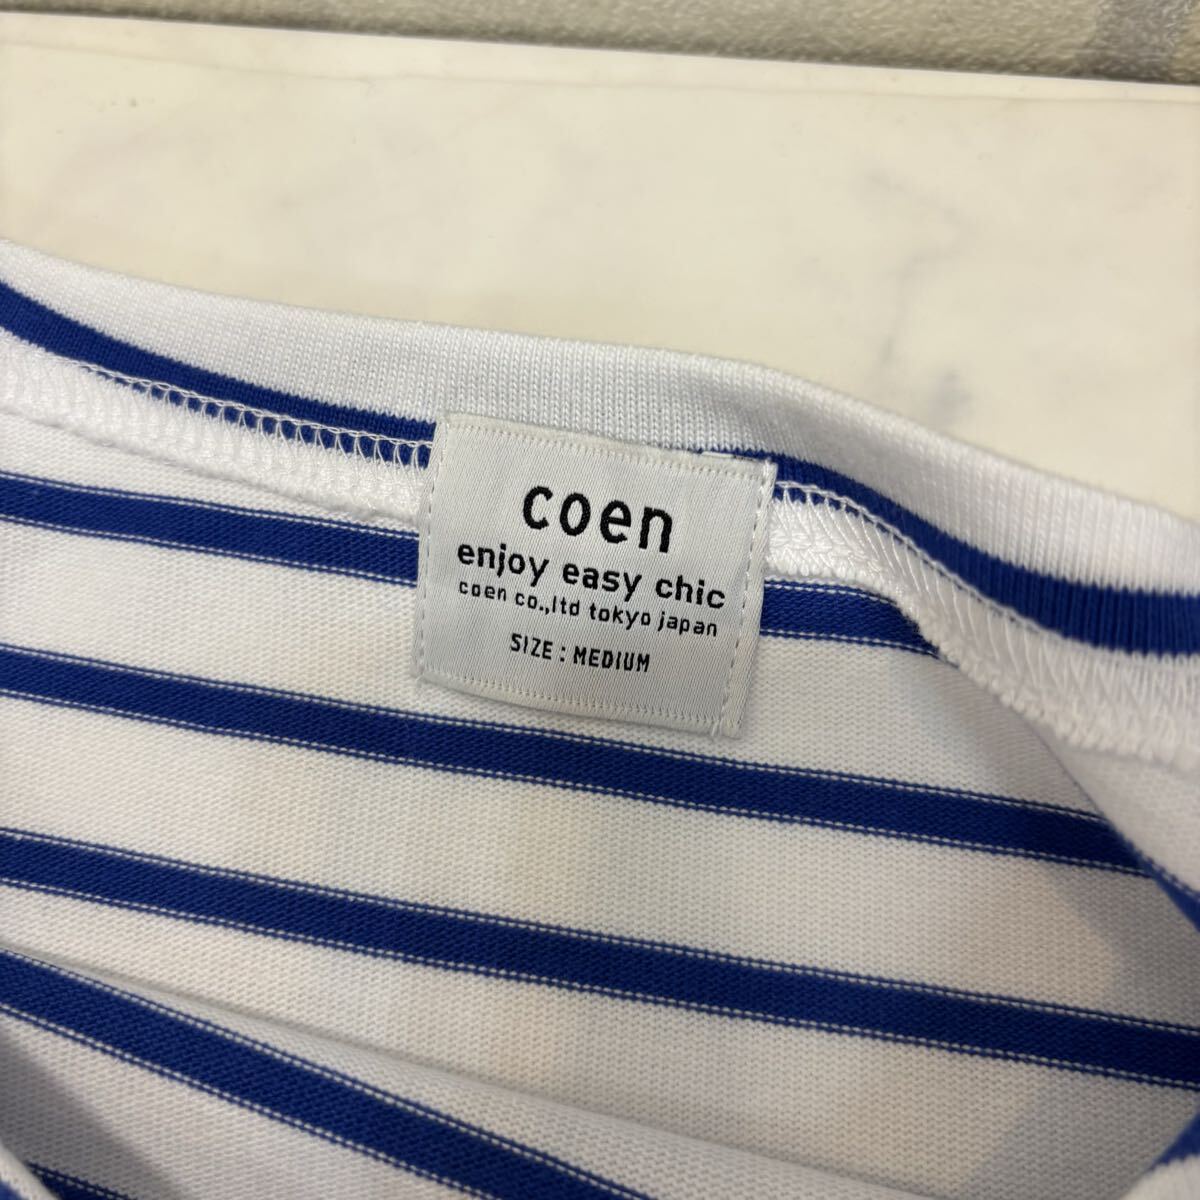 coen
enjoy easy chic
coen co.,ltd tokyo japan
SIZE : MEDIUM